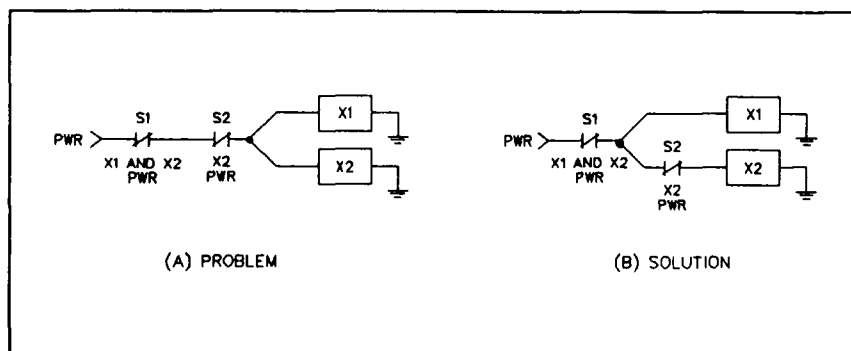 S1
S2
X1
PWR
X1 AND X2
PWR
X2
PWR
X2
(A) PROBLEM
S1
X1
PWR
S2
X1 AND X2
PWR
X2
X2
PWR
(B) SOLUTION